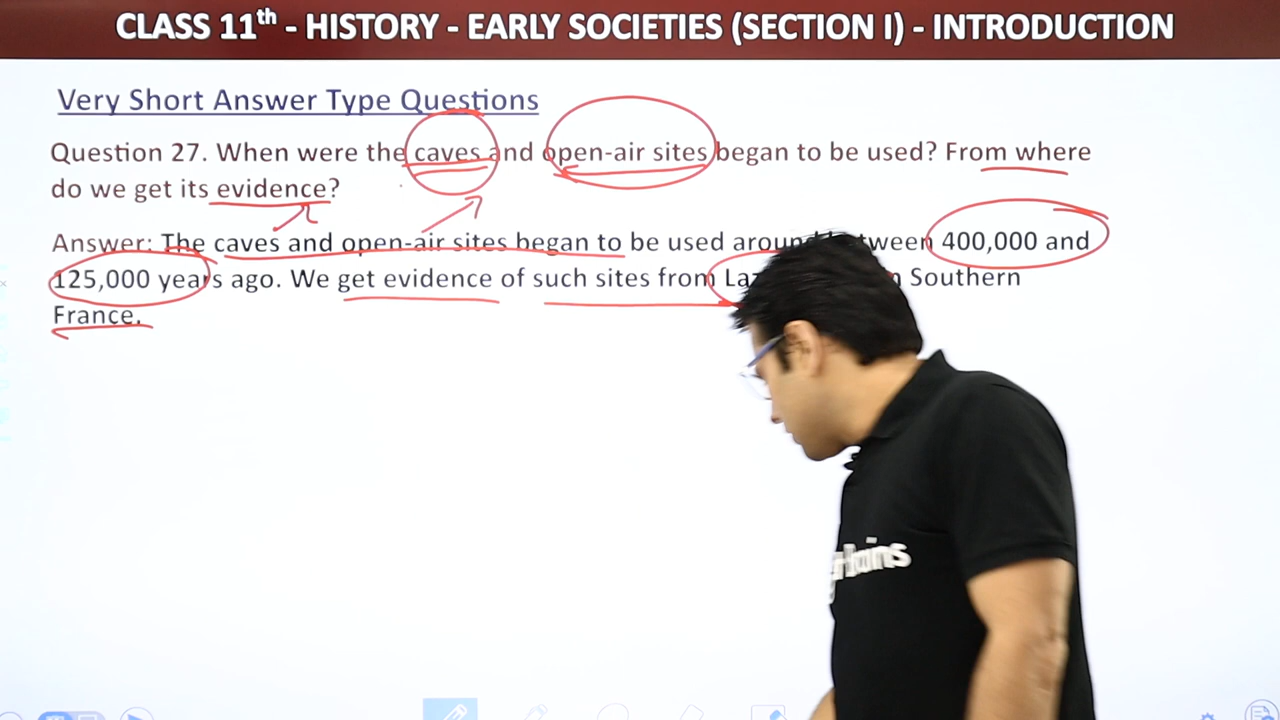 CLASS 11th - HISTORY - EARLY SOCIETIES (SECTION I) - INTRODUCTION
Very Short Answer Type Questions
Question 27. When were the caves and open-air sites began to be used? From where
do we get its evidence?
Answer: The caves and open-air sites began to be used around between 400,000 and
125,000 years ago. We get evidence of such sites from Southern
France.